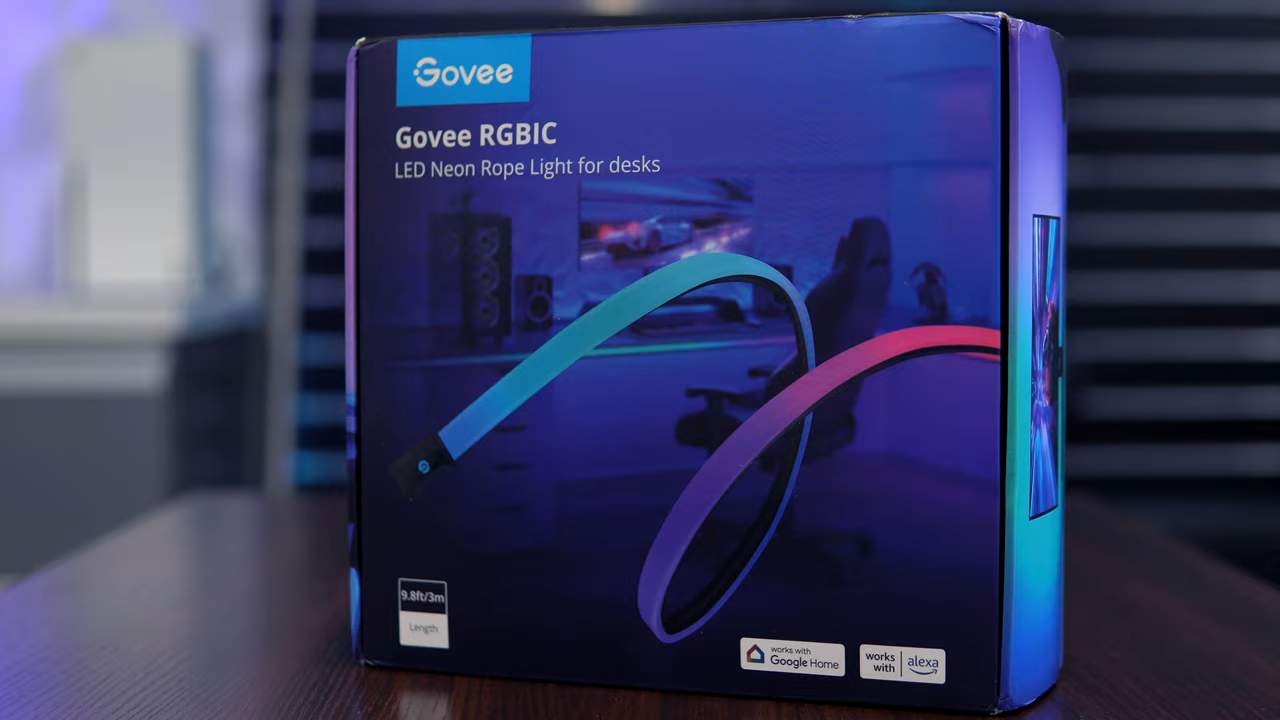 Govee
Govee RGBIC
LED Neon Rope Light for desks
9.8ft/3m
Length
works with
Google Home
works
with
alexa